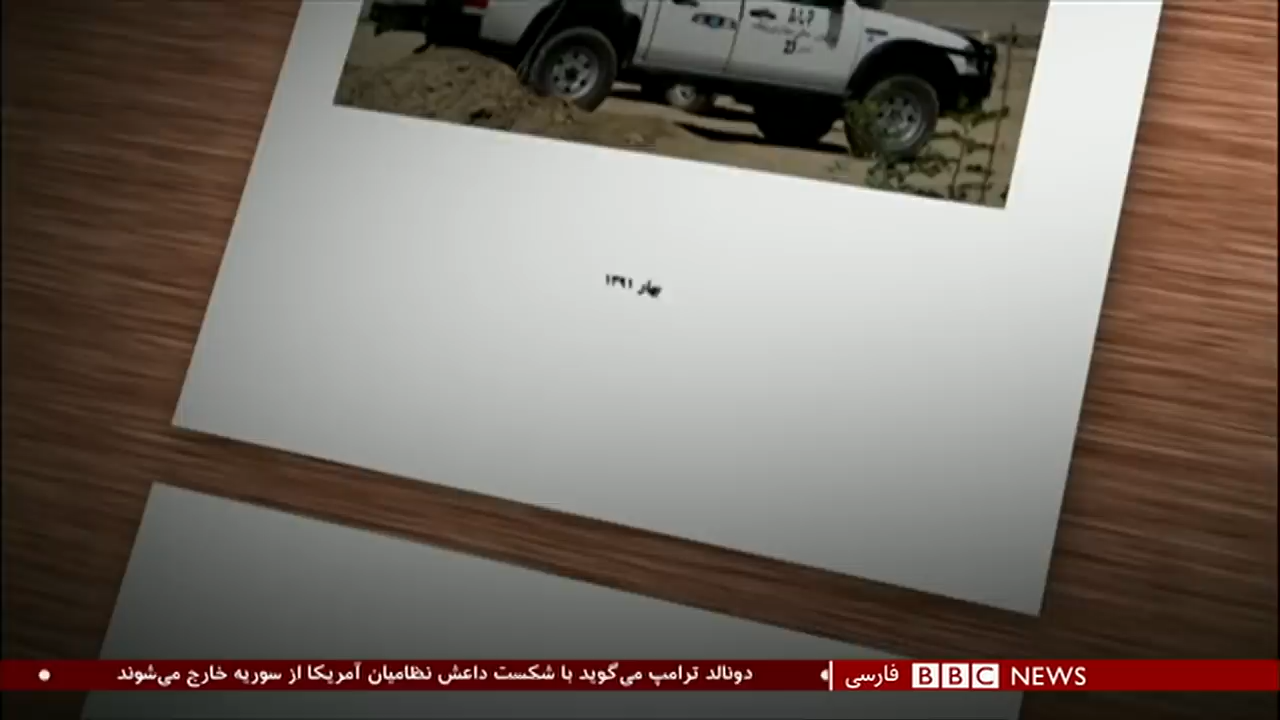 ALP
بهار ۱۳۹۱
دونالد ترامپ می‌گوید با شکست داعش نظامیان آمریکا از سوریه خارج می‌شوند
فارسی BBC NEWS